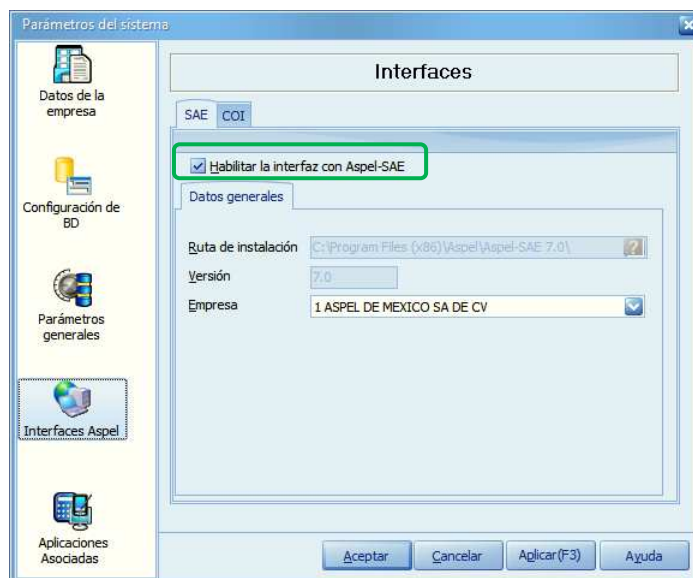 Parámetros del sistema
Datos de la
empresa
Configuración de
BD
Parámetros
generales
Interfaces Aspel
Aplicaciones
Asociadas
Interfaces
SAE COI
Habilitar la interfaz con Aspel-SAE
Datos generales
Ruta de instalación C:\Program Files (x86)\Aspel\Aspel-SAE 7.0\
Versión 7.0
Empresa 1 ASPEL DE MEXICO SA DE CV
Aceptar Cancelar Aplicar(F3) Ayuda